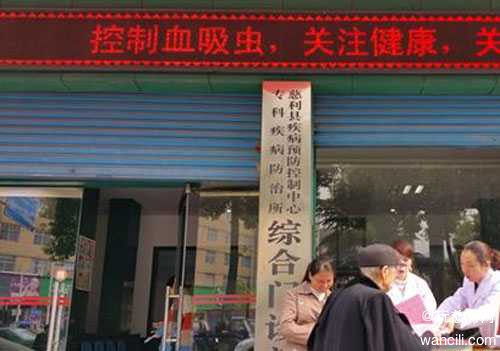 控制血吸虫，关注健康，关
慈利县疾病预防控制中心
专科疾病防治所
综合门诊
wancili.com